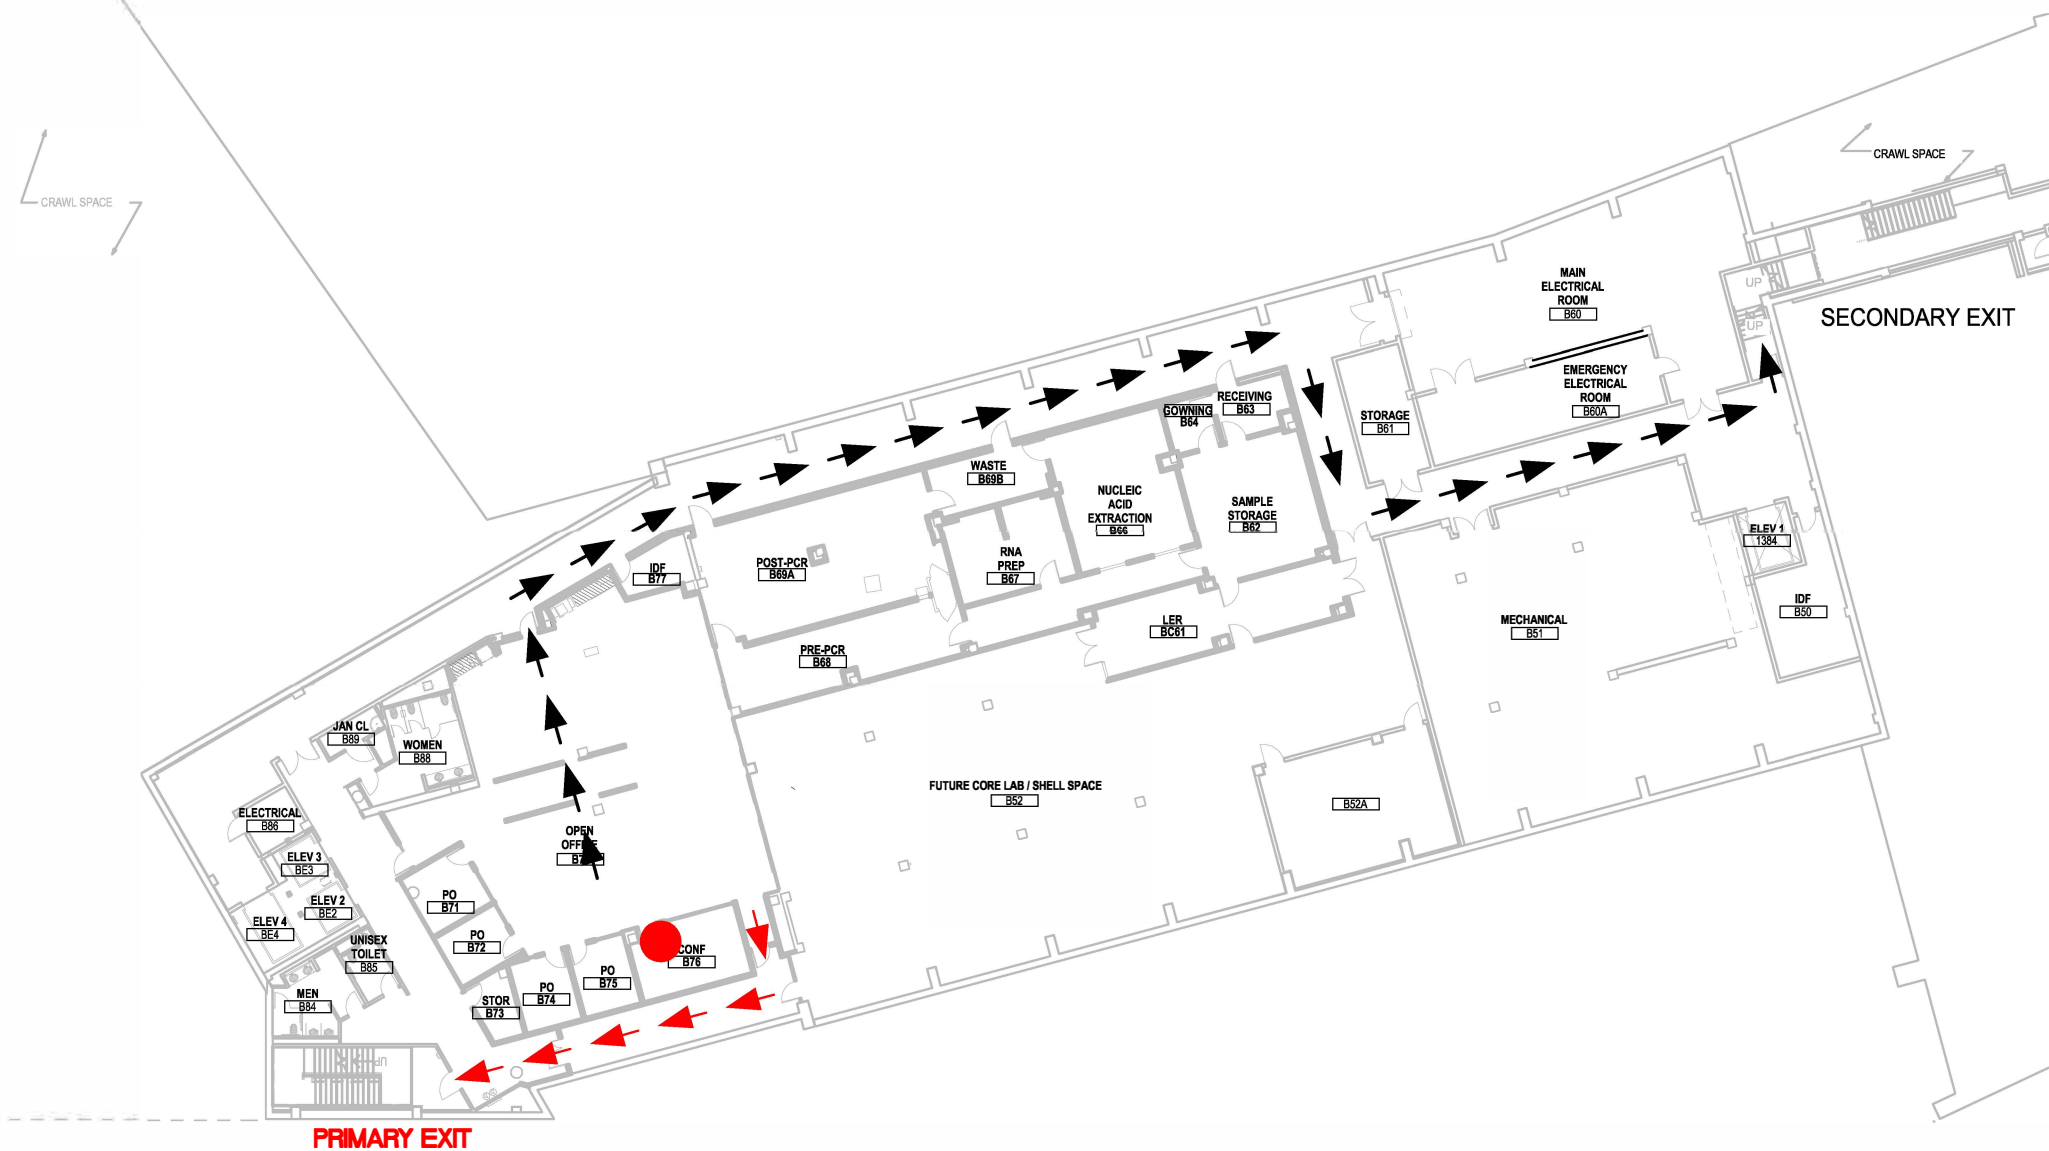 CRAWL SPACE
CRAWL SPACE
MAIN
ELECTRICAL
ROOM
B60
UP
UP
SECONDARY EXIT
EMERGENCY
ELECTRICAL
ROOM
B60A
STORAGE
B61
RECEIVING
B63
GOWNING
B64
WASTE
B69B
NUCLEIC
ACID
EXTRACTION
B66
SAMPLE
STORAGE
B62
ELEV 1
1384
IDF
B50
MECHANICAL
B51
RNA
PREP
B67
POST-PCR
B69A
IDF
B77
LER
BC61
PRE-PCR
B68
JAN CL
B89
WOMEN
B88
FUTURE CORE LAB / SHELL SPACE
B52
B52A
ELECTRICAL
B86
OPEN
OFFICE
ELEV 3
BE3
ELEV 2
BE2
ELEV 4
BE4
PO
B71
PO
B72
UNISEX
TOILET
B85
CONF
B76
PO
B75
PO
B74
STOR
B73
MEN
B84
UP
PRIMARY EXIT